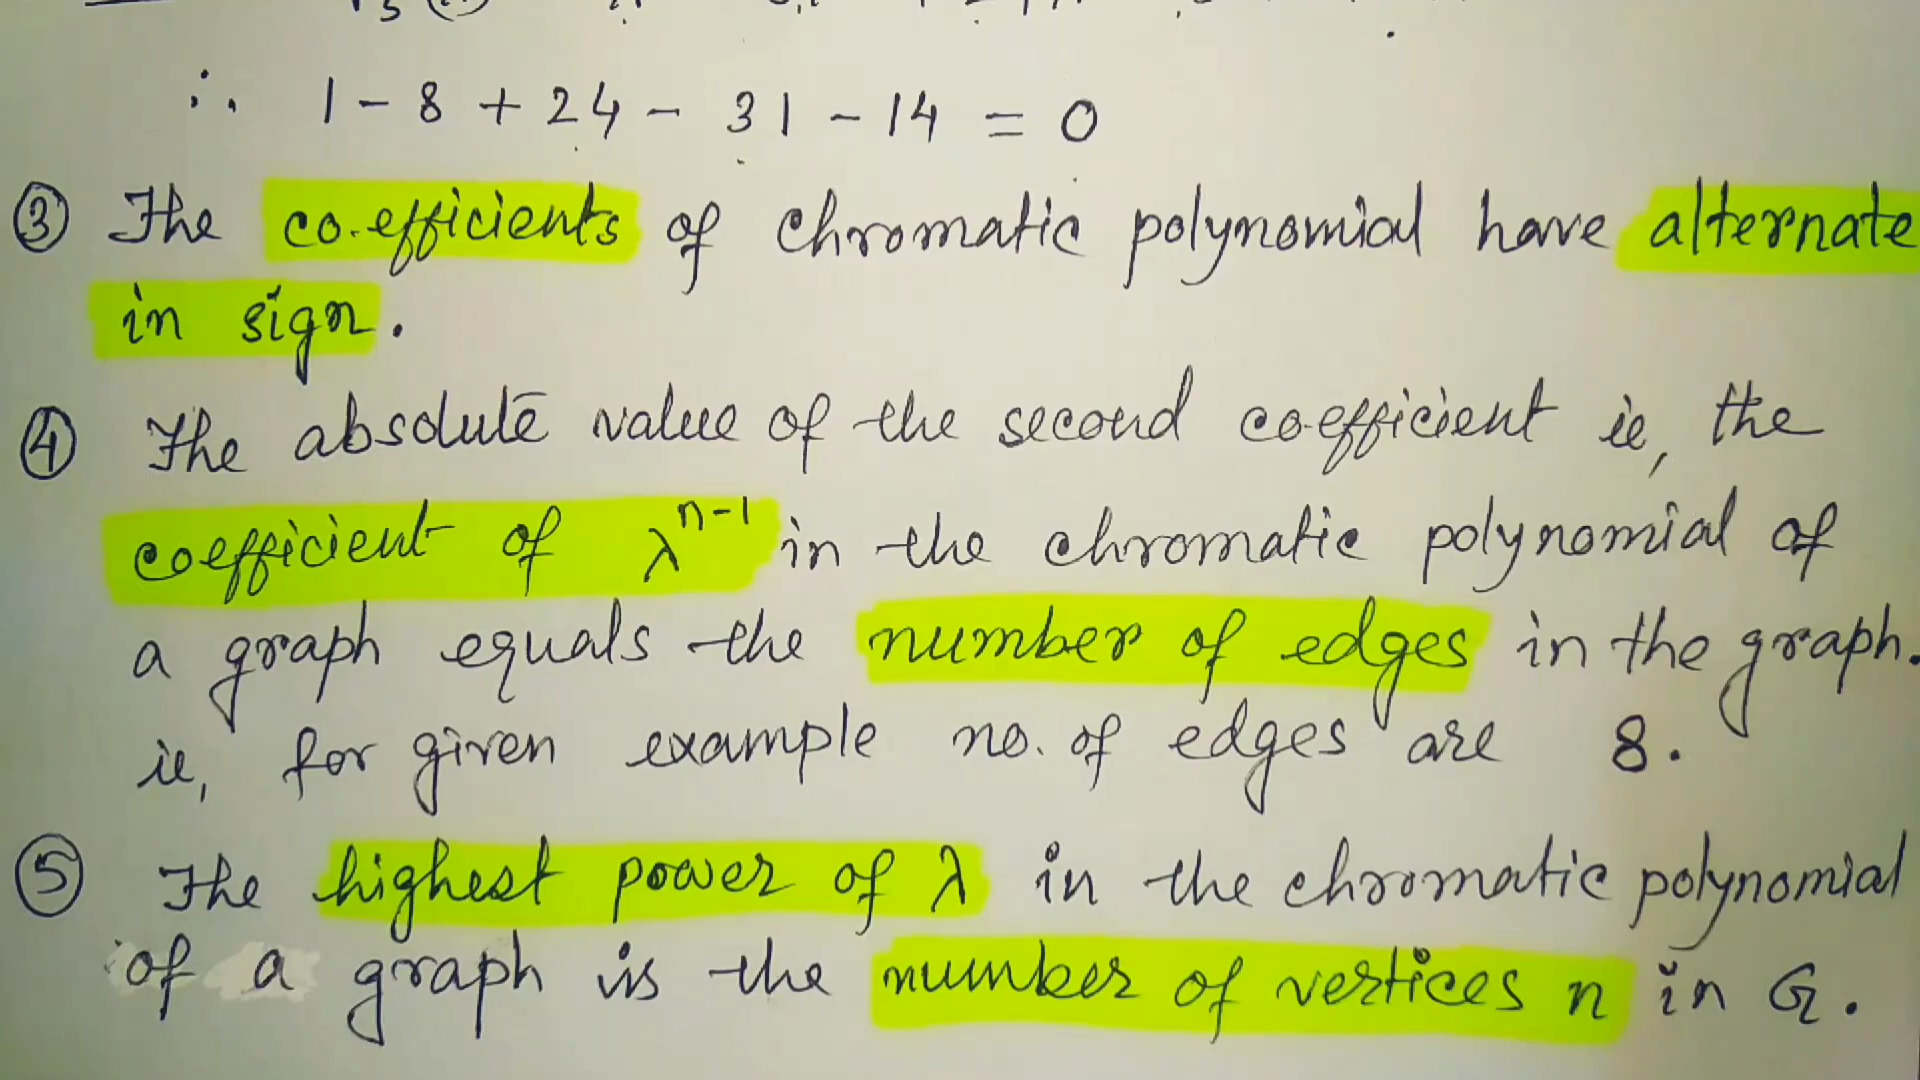 ∴ 1 - 8 + 24 - 31 - 14 = 0
③ The co.efficients of chromatic polynomial have alternate
in sign.
④ The absolute value of the second co-efficient ie, the
coefficient of λⁿ⁻¹ in the chromatic polynomial of
a graph equals the number of edges in the graph.
ie, for given example no. of edges are 8.
⑤ The highest power of λ in the chromatic polynomial
of a graph is the number of vertices n in G.